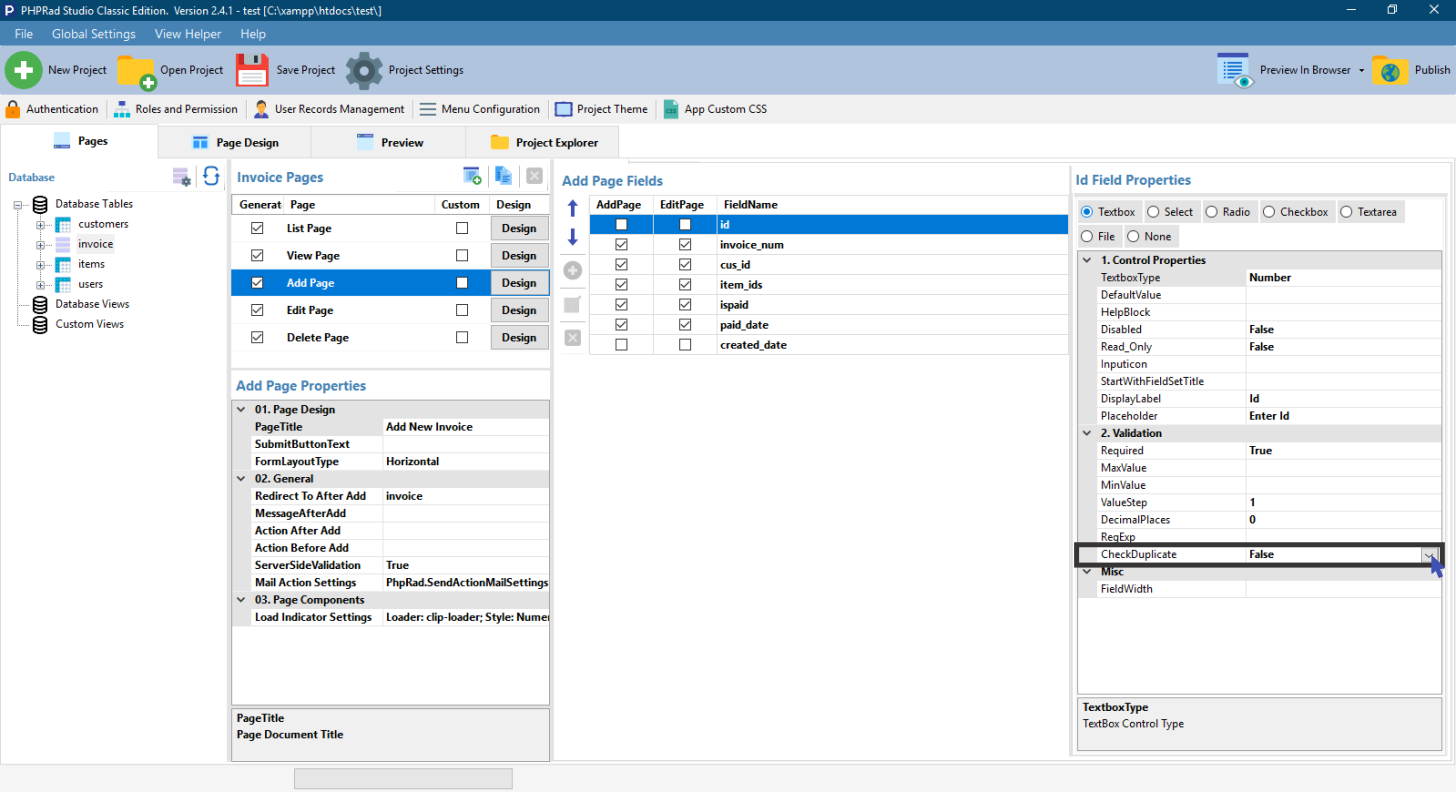 PHPRad Studio Classic Edition. Version 2.4.1 - test [C:\xampp\htdocs\test\]
File Global Settings View Helper Help
New Project Open Project Save Project Project Settings Preview In Browser Publish
Authentication Roles and Permission User Records Management Menu Configuration Project Theme App Custom CSS
Pages Page Design Preview Project Explorer
Database
Database Tables
customers
invoice
items
users
Database Views
Custom Views
Invoice Pages
Generat Page Custom Design
List Page Design
View Page Design
Add Page Design
Edit Page Design
Delete Page Design
Add Page Properties
01. Page Design
PageTitle Add New Invoice
SubmitButtonText
FormLayoutType Horizontal
02. General
Redirect To After Add invoice
MessageAfterAdd
Action After Add
Action Before Add
ServerSideValidation True
Mail Action Settings PhpRad.SendActionMailSettings
03. Page Components
Load Indicator Settings Loader: clip-loader; Style: Numer
PageTitle
Page Document Title
Add Page Fields
AddPage EditPage FieldName
id
invoice_num
cus_id
item_ids
ispaid
paid_date
created_date
Id Field Properties
Textbox Select Radio Checkbox Textarea
File None
1. Control Properties
TextboxType Number
DefaultValue
HelpBlock
Disabled False
Read_Only False
Inputicon
StartWithFieldSetTitle
DisplayLabel Id
Placeholder Enter Id
2. Validation
Required True
MaxValue
MinValue
ValueStep 1
DecimalPlaces 0
RegExp
CheckDuplicate False
Misc
FieldWidth
TextboxType
TextBox Control Type